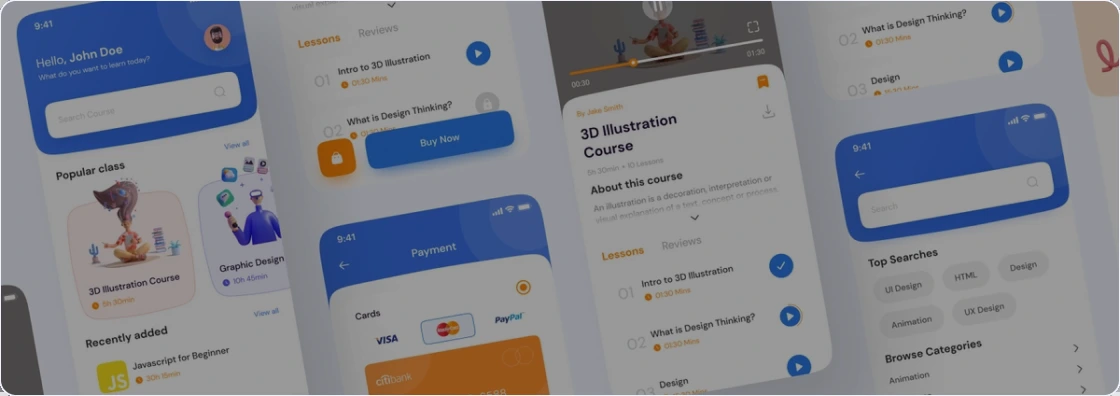 9:41
Hello, John Doe
What do you want to learn today?
Search Course
Popular class
View all
3D Illustration Course
5h 30min
Graphic Design
10h 45min
Recently added
View all
JS
Javascript for Beginner
30h 15min
Lessons
Reviews
01
Intro to 3D Illustration
01:30 Mins
02
What is Design Thinking?
Buy Now
9:41
Payment
Cards
VISA
PayPal
citibank
00:30
01:30
By Jake Smith
3D Illustration
Course
5h 30min • 10 Lessons
About this course
An illustration is a decoration, interpretation or
visual explanation of a text, concept or process,
Lessons
Reviews
01
Intro to 3D Illustration
01:30 Mins
02
What is Design Thinking?
01:30 Mins
03
Design
02
What is Design Thinking?
01:30 Mins
03
Design
9:41
Search
Top Searches
UI Design
HTML
Design
Animation
UX Design
Browse Categories
Animation